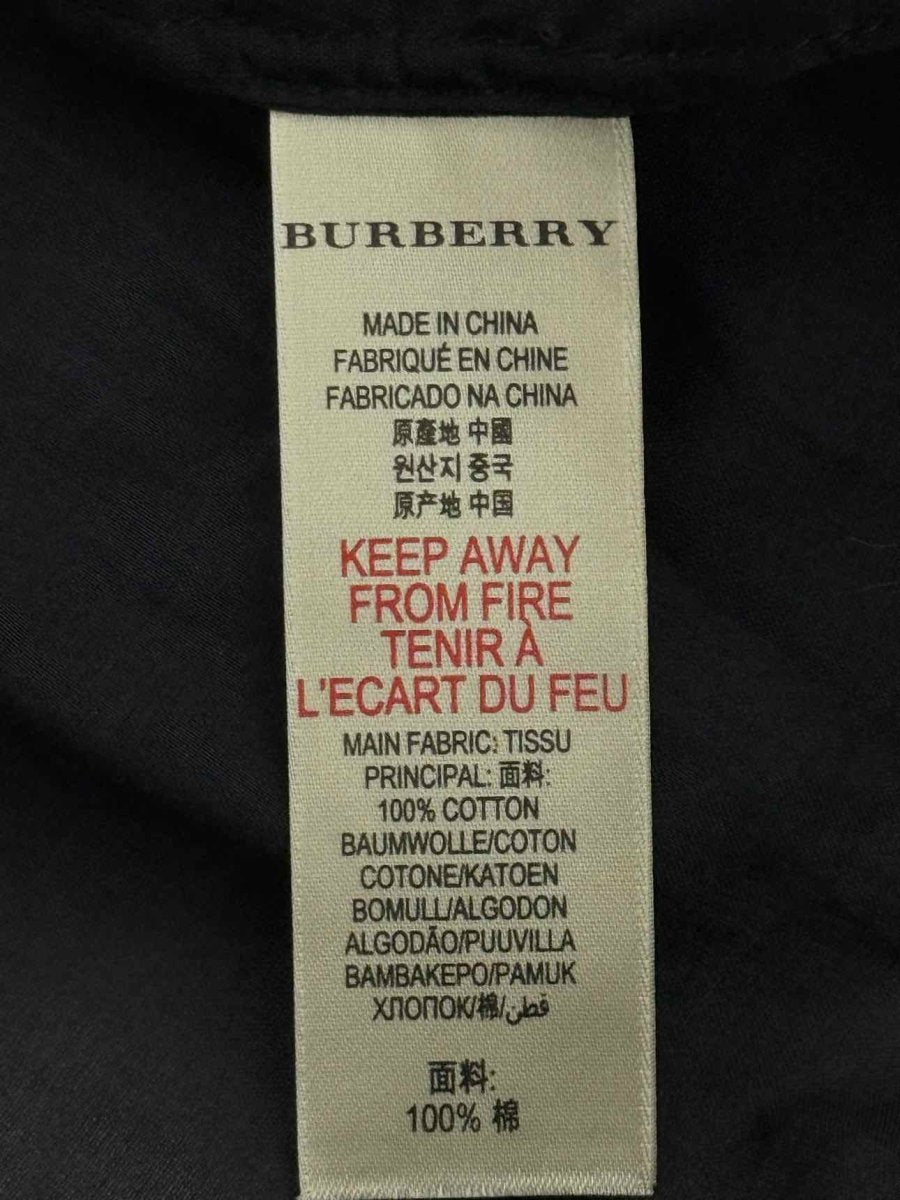 BURBERRY
MADE IN CHINA
FABRIQUÉ EN CHINE
FABRICADO NA CHINA
原產地 中國
원산지 중국
原产地 中国
KEEP AWAY
FROM FIRE
TENIR À
L'ECART DU FEU
MAIN FABRIC: TISSU
PRINCIPAL: 面料:
100% COTTON
BAUMWOLLE/COTON
COTONE/KATOEN
BOMULL/ALGODON
ALGODÃO/PUUVILLA
BAMBAKEPO/PAMUK
ХЛОПОК/棉/قطن
面料:
100% 棉